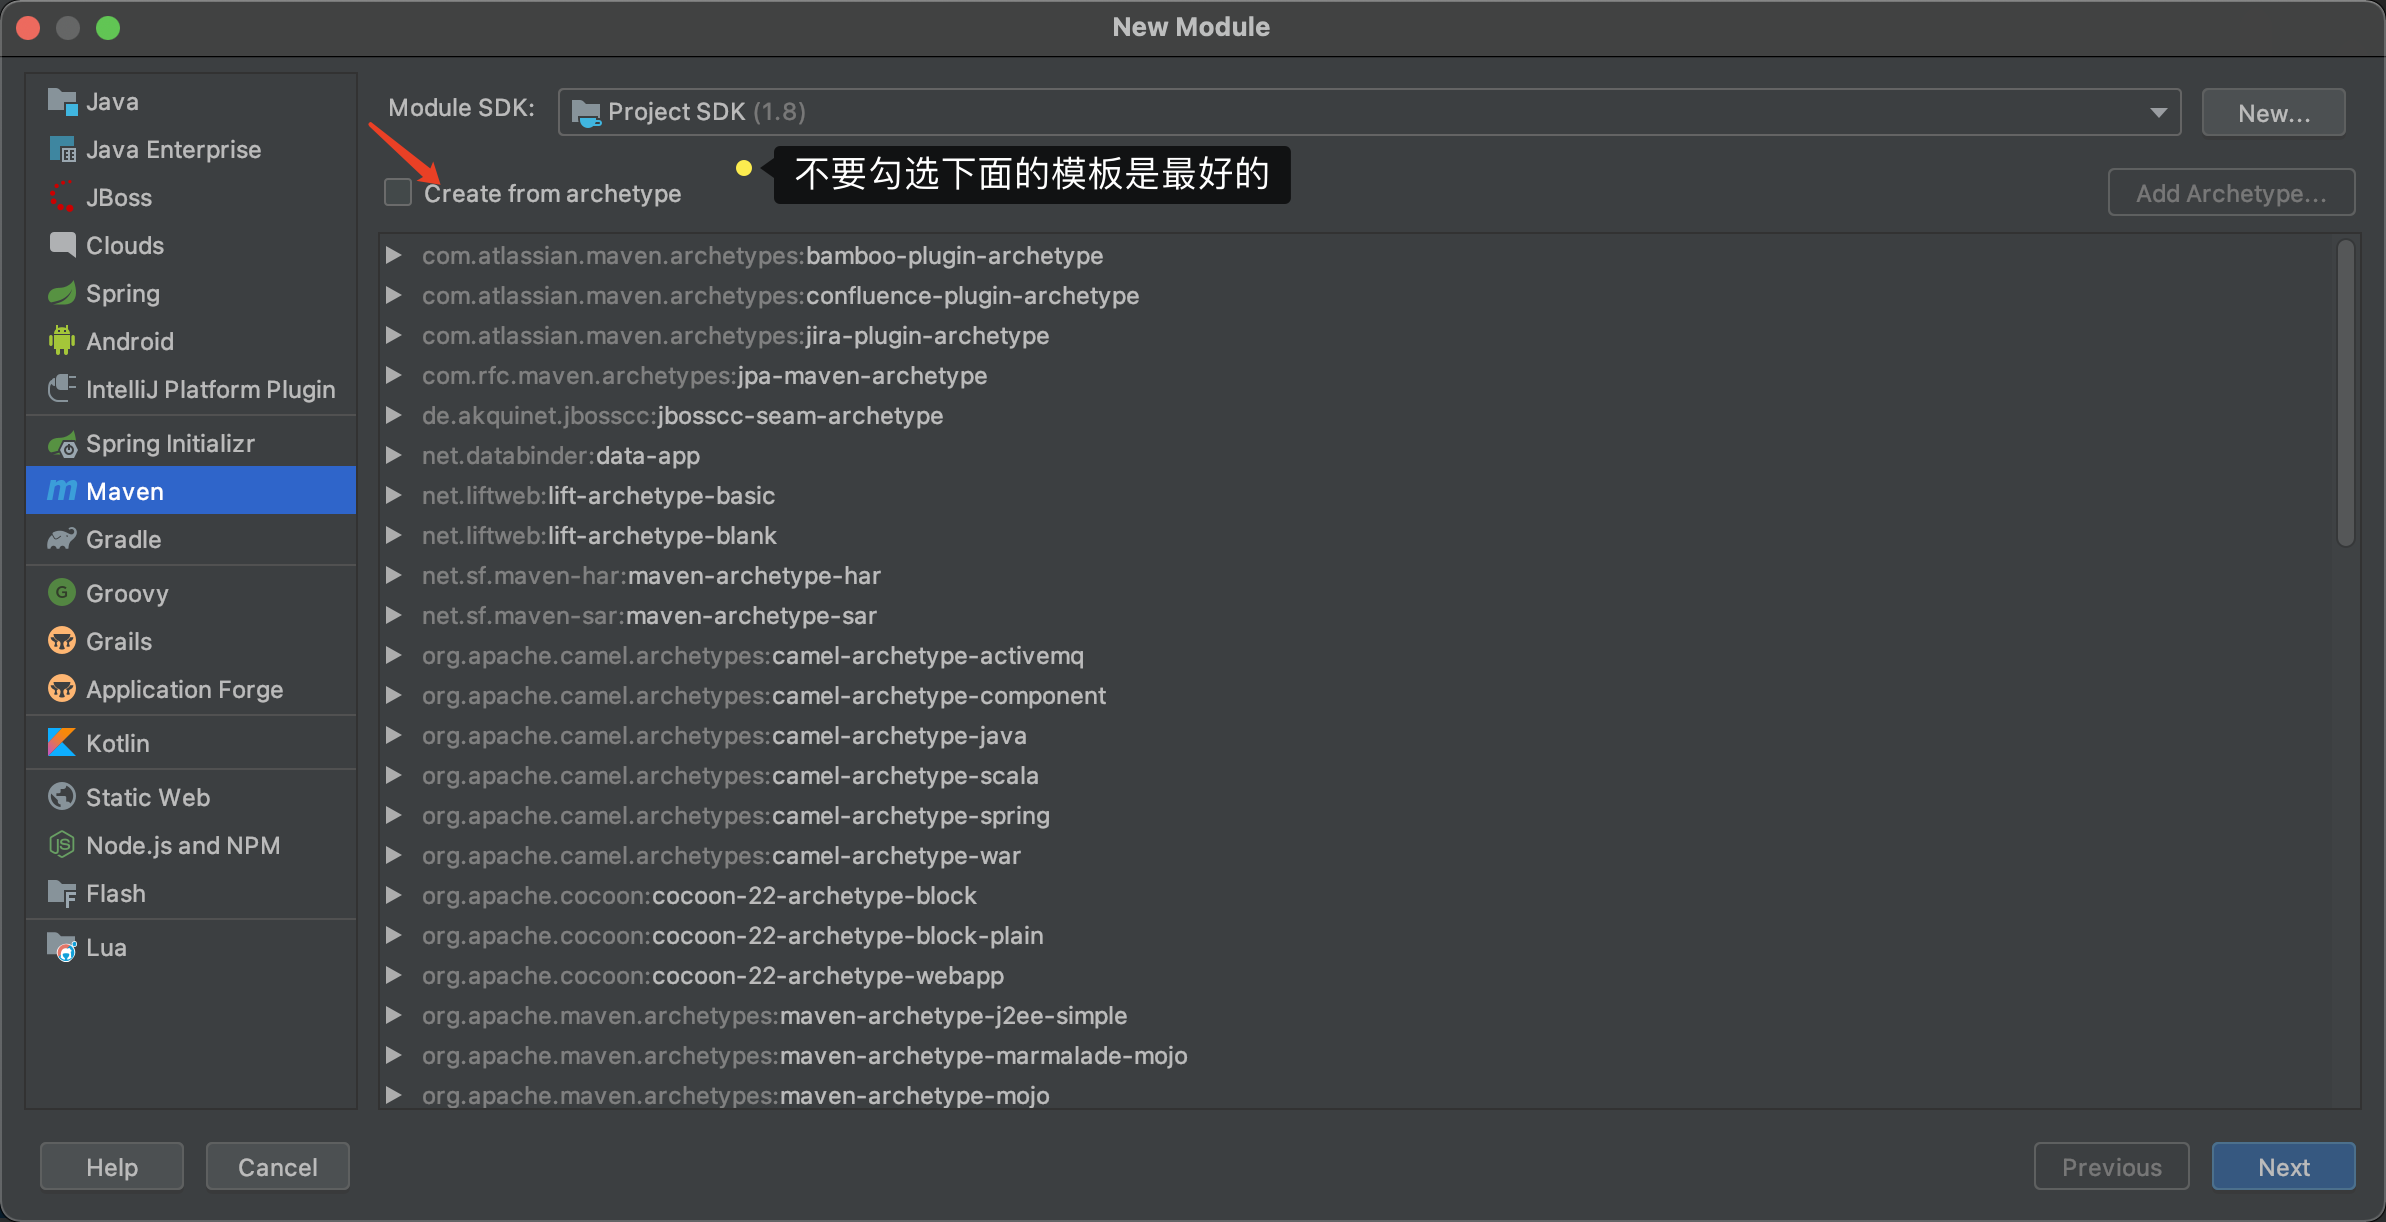 New Module
Java
Java Enterprise
JBoss
Clouds
Spring
Android
IntelliJ Platform Plugin
Spring Initializr
Maven
Gradle
Groovy
Grails
Application Forge
Kotlin
Static Web
Node.js and NPM
Flash
Lua
Module SDK:
Project SDK (1.8)
New...
不要勾选下面的模板是最好的
Create from archetype
Add Archetype...
com.atlassian.maven.archetypes:bamboo-plugin-archetype
com.atlassian.maven.archetypes:confluence-plugin-archetype
com.atlassian.maven.archetypes:jira-plugin-archetype
com.rfc.maven.archetypes:jpa-maven-archetype
de.akquinet.jbosscc:jbosscc-seam-archetype
net.databinder:data-app
net.liftweb:lift-archetype-basic
net.liftweb:lift-archetype-blank
net.sf.maven-har:maven-archetype-har
net.sf.maven-sar:maven-archetype-sar
org.apache.camel.archetypes:camel-archetype-activemq
org.apache.camel.archetypes:camel-archetype-component
org.apache.camel.archetypes:camel-archetype-java
org.apache.camel.archetypes:camel-archetype-scala
org.apache.camel.archetypes:camel-archetype-spring
org.apache.camel.archetypes:camel-archetype-war
org.apache.cocoon:cocoon-22-archetype-block
org.apache.cocoon:cocoon-22-archetype-block-plain
org.apache.cocoon:cocoon-22-archetype-webapp
org.apache.maven.archetypes:maven-archetype-j2ee-simple
org.apache.maven.archetypes:maven-archetype-marmalade-mojo
org.apache.maven.archetypes:maven-archetype-mojo
Help
Cancel
Previous
Next